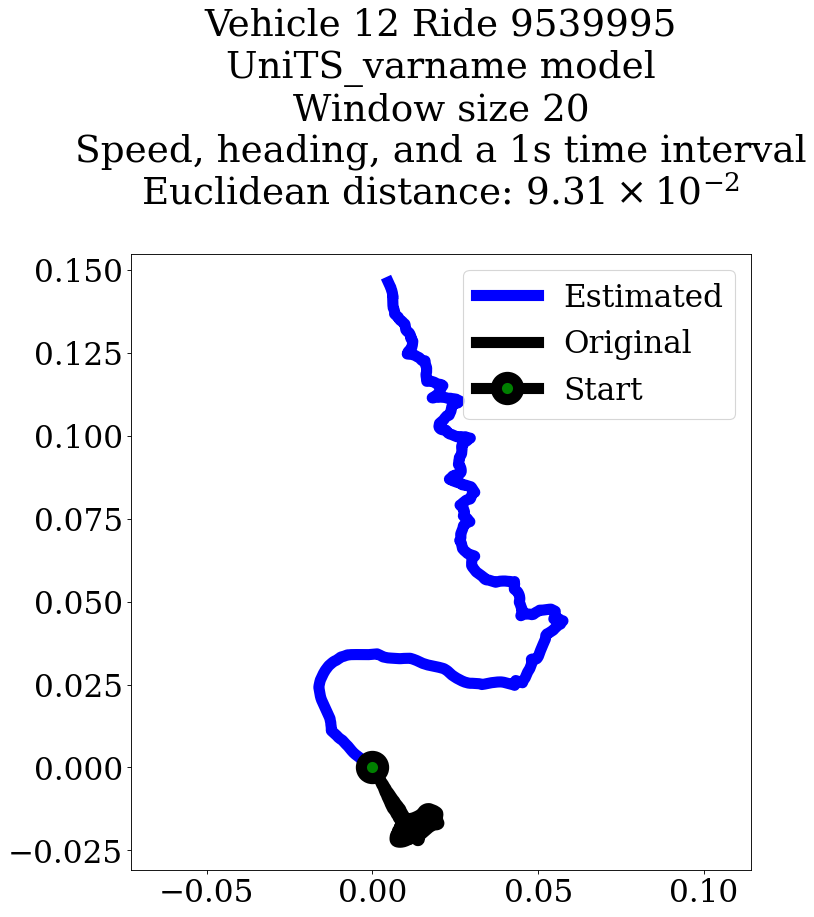 Vehicle 12 Ride 9539995
UniTS_varname model
Window size 20
Speed, heading, and a 1s time interval
Euclidean distance: 9.31 × 10⁻²
0.150
0.125
0.100
0.075
0.050
0.025
0.000
−0.025
Estimated
Original
Start
−0.05 0.00 0.05 0.10